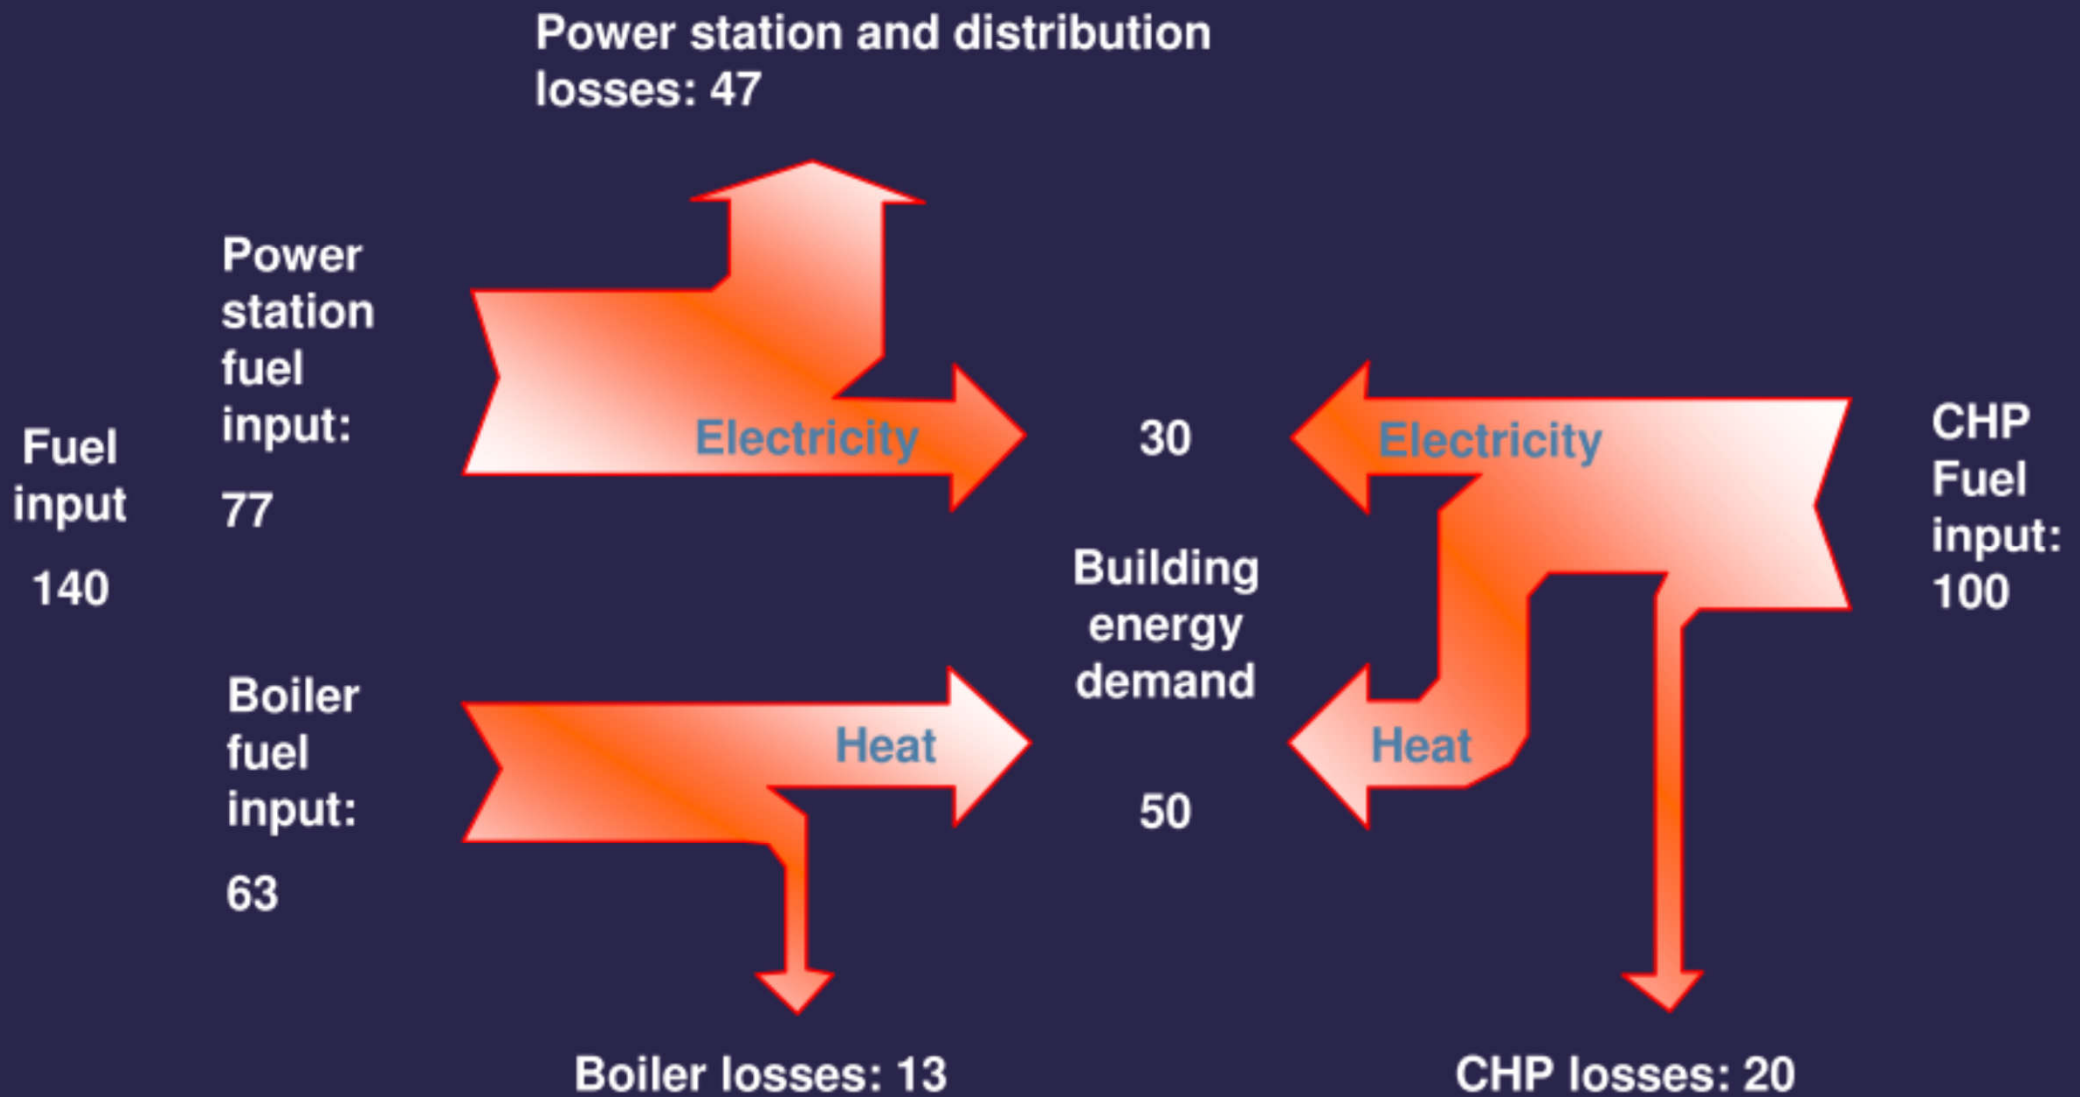 Power station and distribution
losses: 47
Power
station
fuel
input:
77
Fuel
input
140
Electricity
30
Electricity
CHP
Fuel
input:
100
Building
energy
demand
Boiler
fuel
input:
63
Heat
50
Heat
Boiler losses: 13
CHP losses: 20